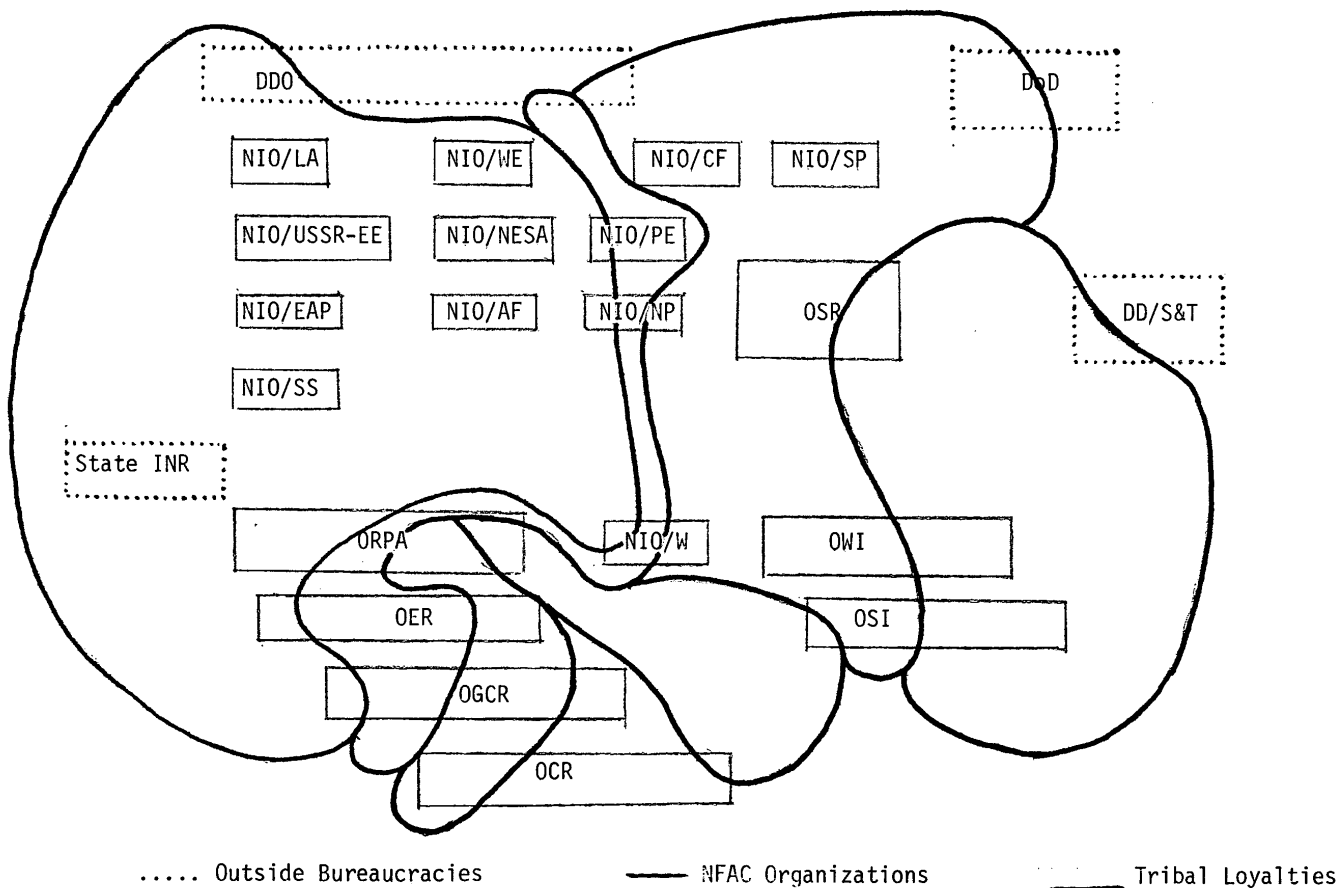 DDO DoD
NIO/LA NIO/WE NIO/CF NIO/SP
NIO/USSR-EE NIO/NESA NIO/PE
NIO/EAP NIO/AF NIO/NP OSR DD/S&T
NIO/SS
State INR
ORPA NIO/W OWI
OER OSI
OGCR
OCR
..... Outside Bureaucracies NFAC Organizations Tribal Loyalties